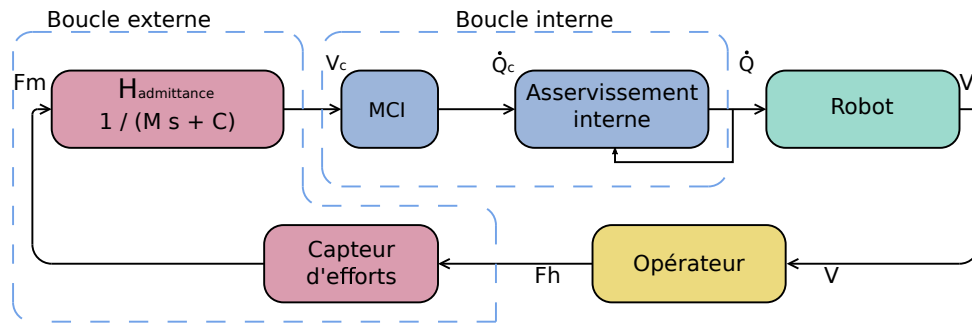 Boucle externe
Boucle interne
Fm
Hadmittance
1 / (M s + C)
Vc
MCI
Q̇c
Asservissement
interne
Q̇
Robot
V
Capteur
d'efforts
Fh
Opérateur
V